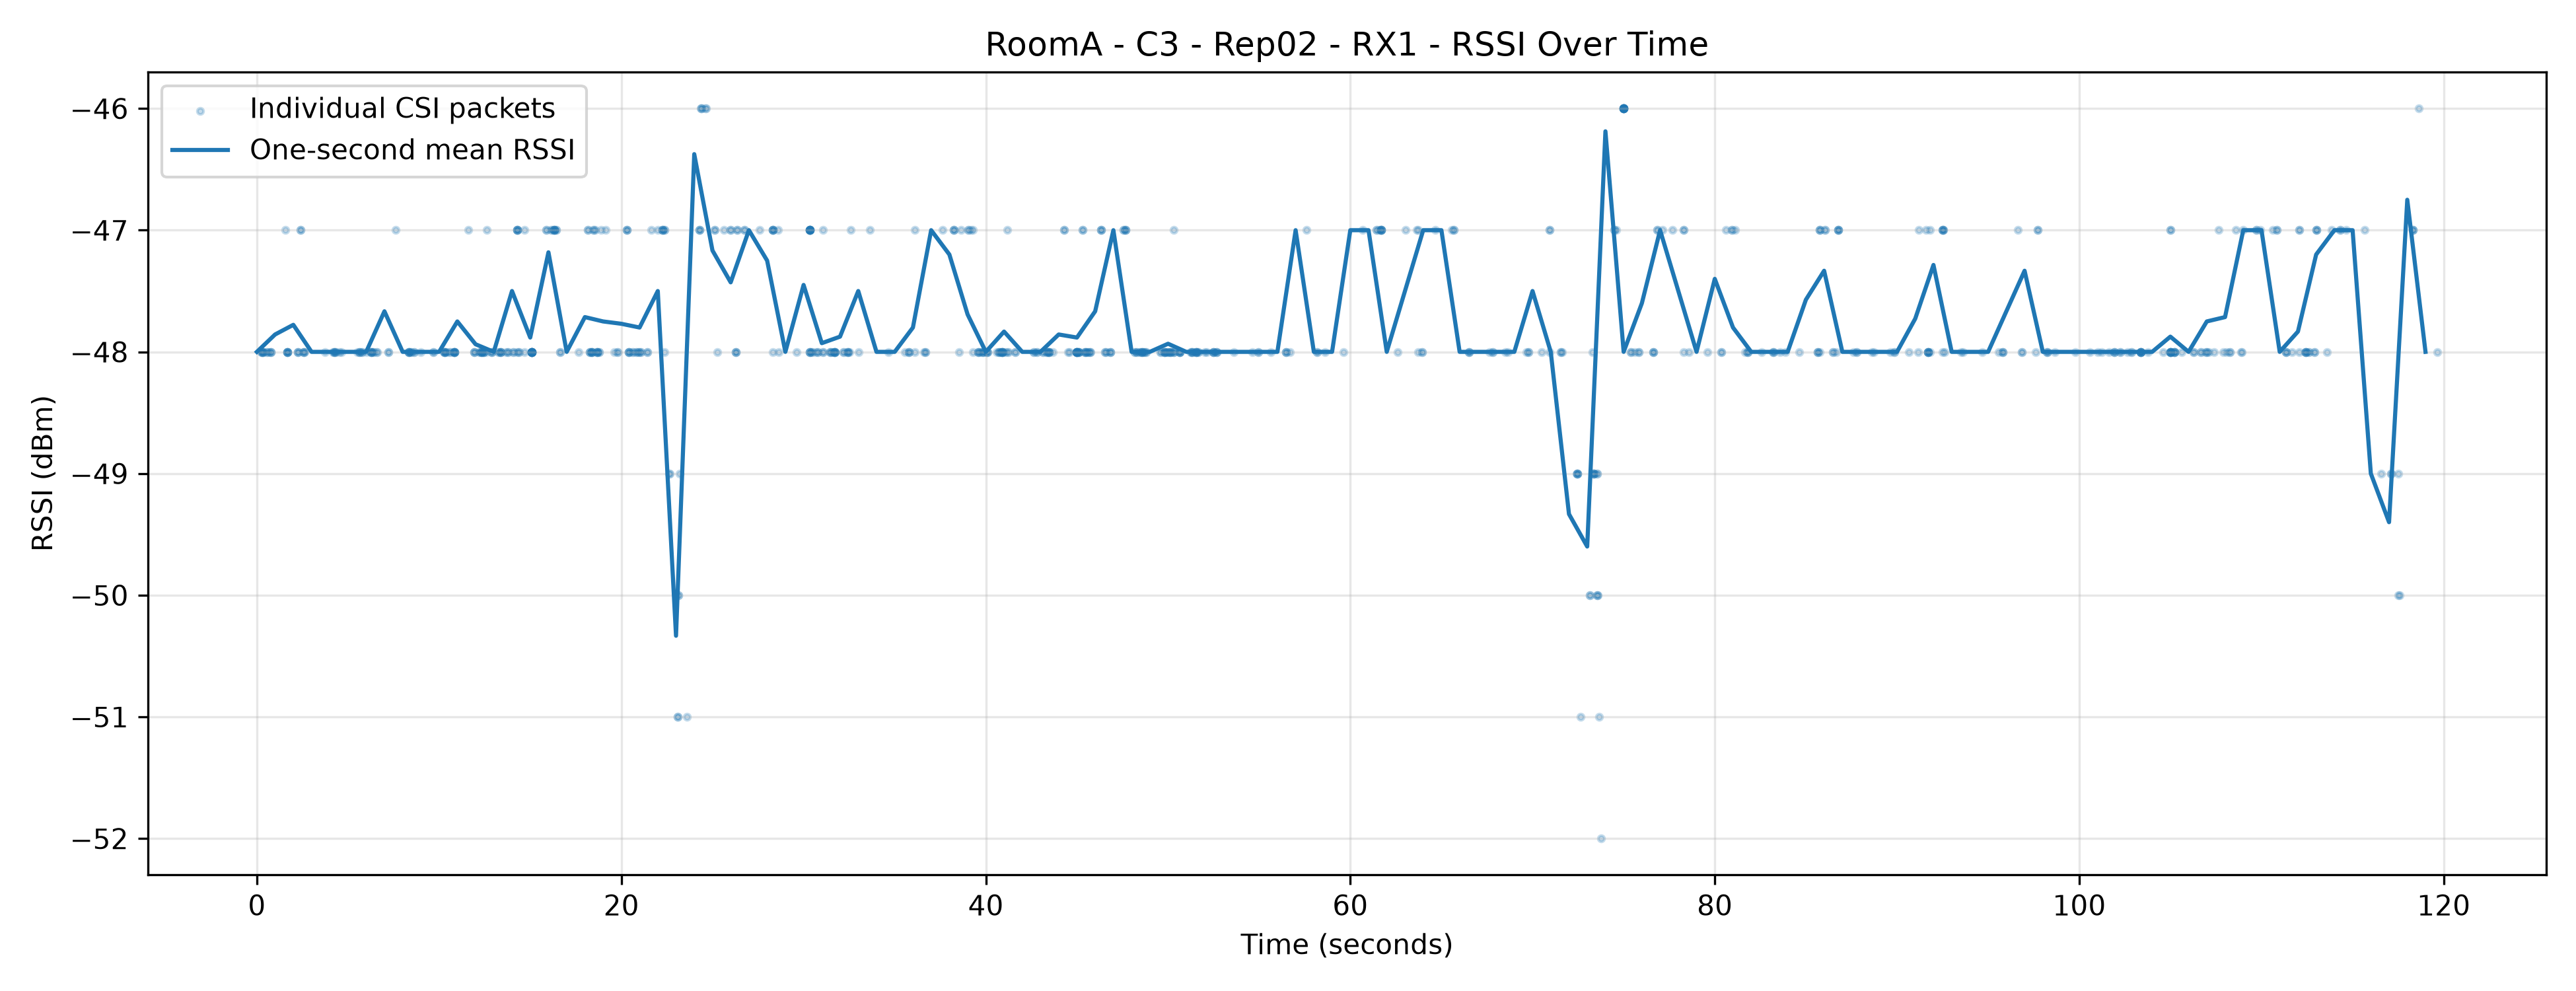 RoomA - C3 - Rep02 - RX1 - RSSI Over Time
Individual CSI packets
One-second mean RSSI
−46
−47
−48
−49
−50
−51
−52
RSSI (dBm)
0 20 40 60 80 100 120
Time (seconds)